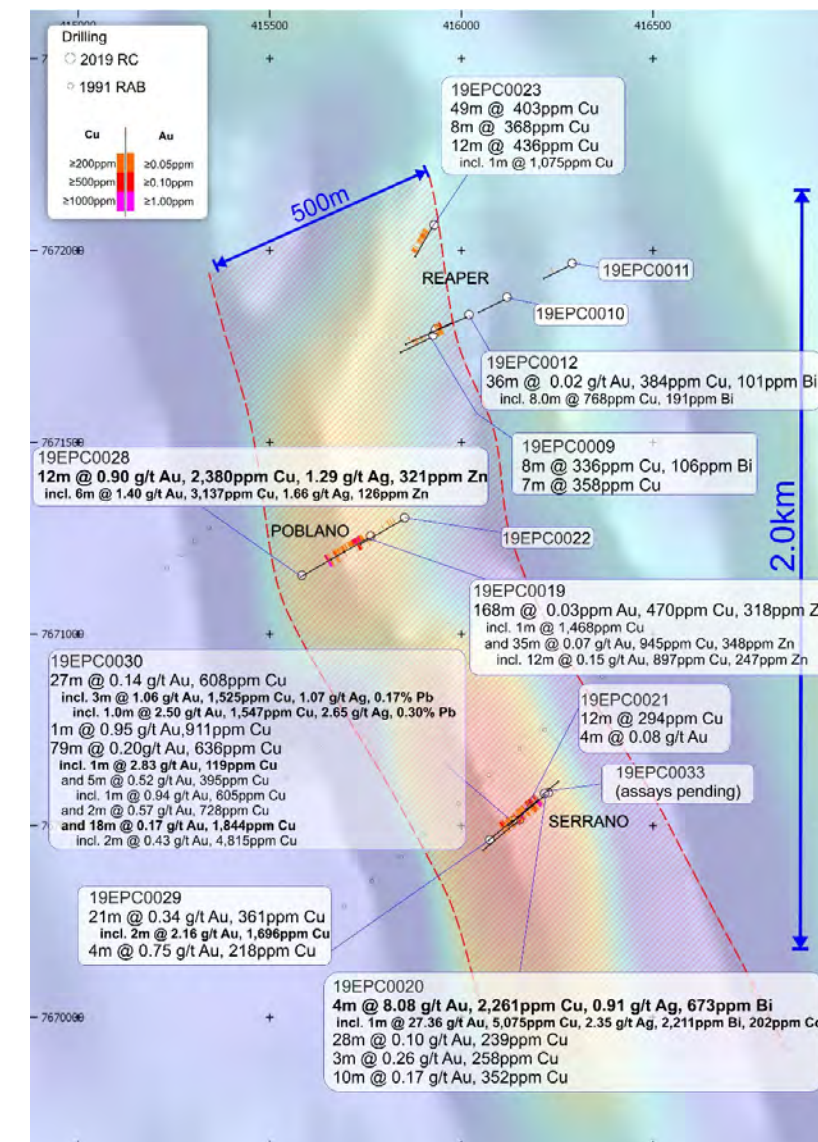 415000
415500
416000
416500
Drilling
2019 RC
1991 RAB
Cu Au
≥200ppm ≥0.05ppm
≥500ppm ≥0.10ppm
≥1000ppm ≥1.00ppm
19EPC0023
49m @ 403ppm Cu
8m @ 368ppm Cu
12m @ 436ppm Cu
incl. 1m @ 1,075ppm Cu
500m
7672000
REAPER
19EPC0011
19EPC0010
19EPC0012
36m @ 0.02 g/t Au, 384ppm Cu, 101ppm Bi
incl. 8.0m @ 768ppm Cu, 191ppm Bi
7671500
19EPC0009
8m @ 336ppm Cu, 106ppm Bi
7m @ 358ppm Cu
19EPC0028
12m @ 0.90 g/t Au, 2,380ppm Cu, 1.29 g/t Ag, 321ppm Zn
incl. 6m @ 1.40 g/t Au, 3,137ppm Cu, 1.66 g/t Ag, 126ppm Zn
POBLANO
19EPC0022
2.0km
19EPC0019
168m @ 0.03ppm Au, 470ppm Cu, 318ppm Z
incl. 1m @ 1,468ppm Cu
and 35m @ 0.07 g/t Au, 945ppm Cu, 348ppm Zn
incl. 12m @ 0.15 g/t Au, 897ppm Cu, 247ppm Zn
7671000
19EPC0030
27m @ 0.14 g/t Au, 608ppm Cu
incl. 3m @ 1.06 g/t Au, 1,525ppm Cu, 1.07 g/t Ag, 0.17% Pb
incl. 1.0m @ 2.50 g/t Au, 1,547ppm Cu, 2.65 g/t Ag, 0.30% Pb
1m @ 0.95 g/t Au,911ppm Cu
79m @ 0.20g/t Au, 636ppm Cu
incl. 1m @ 2.83 g/t Au, 119ppm Cu
and 5m @ 0.52 g/t Au, 395ppm Cu
incl. 1m @ 0.94 g/t Au, 605ppm Cu
and 2m @ 0.57 g/t Au, 728ppm Cu
and 18m @ 0.17 g/t Au, 1,844ppm Cu
incl. 2m @ 0.43 g/t Au, 4,815ppm Cu
19EPC0021
12m @ 294ppm Cu
4m @ 0.08 g/t Au
19EPC0033
(assays pending)
SERRANO
19EPC0029
21m @ 0.34 g/t Au, 361ppm Cu
incl. 2m @ 2.16 g/t Au, 1,696ppm Cu
4m @ 0.75 g/t Au, 218ppm Cu
19EPC0020
4m @ 8.08 g/t Au, 2,261ppm Cu, 0.91 g/t Ag, 673ppm Bi
incl. 1m @ 27.36 g/t Au, 5,075ppm Cu, 2.35 g/t Ag, 2,211ppm Bi, 202ppm Co
28m @ 0.10 g/t Au, 239ppm Cu
3m @ 0.26 g/t Au, 258ppm Cu
10m @ 0.17 g/t Au, 352ppm Cu
7670000